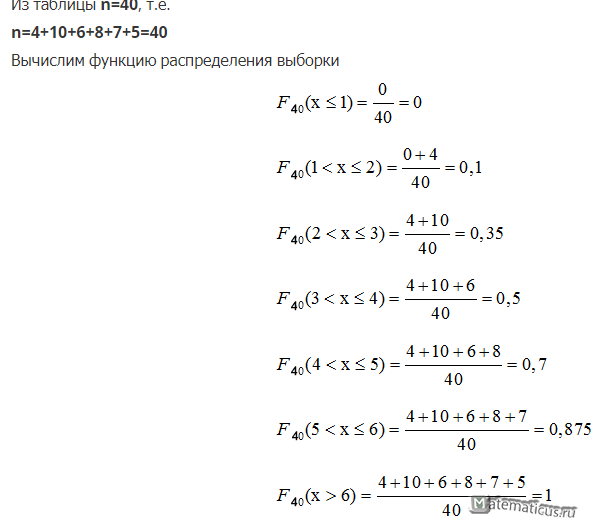 Из таблицы n=40, т.е.
n=4+10+6+8+7+5=40
Вычислим функцию распределения выборки
F₄₀(x ≤ 1) = 0/40 = 0
F₄₀(1 < x ≤ 2) = (0 + 4)/40 = 0,1
F₄₀(2 < x ≤ 3) = (4 + 10)/40 = 0,35
F₄₀(3 < x ≤ 4) = (4 + 10 + 6)/40 = 0,5
F₄₀(4 < x ≤ 5) = (4 + 10 + 6 + 8)/40 = 0,7
F₄₀(5 < x ≤ 6) = (4 + 10 + 6 + 8 + 7)/40 = 0,875
F₄₀(x > 6) = (4 + 10 + 6 + 8 + 7 + 5)/40 = 1
Matematicus.ru